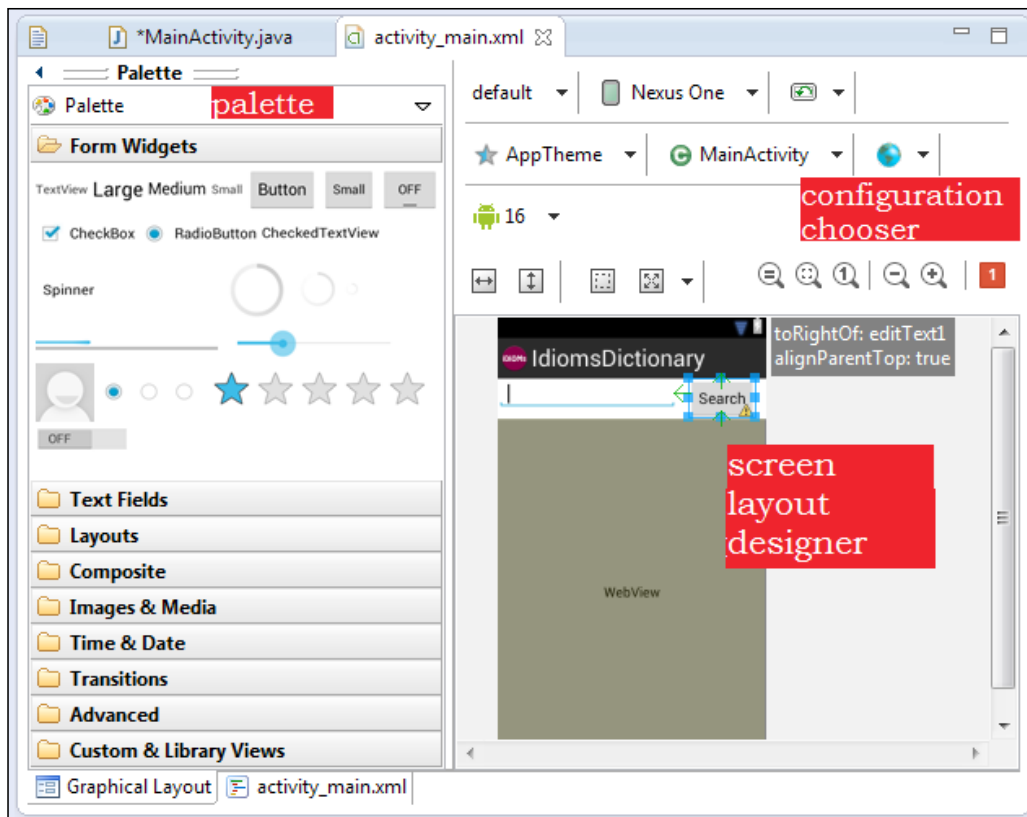 *MainActivity.java
activity_main.xml
Palette
Palette
palette
Form Widgets
TextView Large Medium Small Button Small OFF
CheckBox RadioButton CheckedTextView
Spinner
OFF
Text Fields
Layouts
Composite
Images & Media
Time & Date
Transitions
Advanced
Custom & Library Views
default
Nexus One
AppTheme
MainActivity
16
configuration
chooser
1
1
IDIOMs
IdiomsDictionary
Search
toRightOf: editText1
alignParentTop: true
screen
layout
designer
WebView
Graphical Layout
activity_main.xml